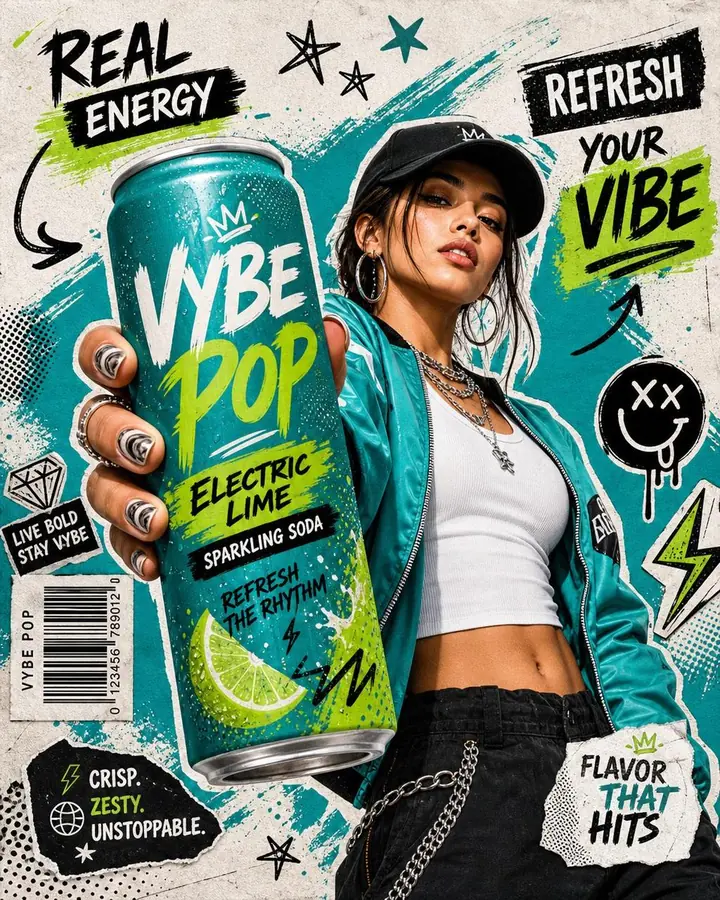 REAL
ENERGY
REFRESH
YOUR
VIBE
VYBE
POP
ELECTRIC
LIME
SPARKLING SODA
REFRESH
THE RHYTHM
LIVE BOLD
STAY VYBE
VYBE POP
0 123456 789012 0
CRISP.
ZESTY.
UNSTOPPABLE.
FLAVOR
THAT
HITS